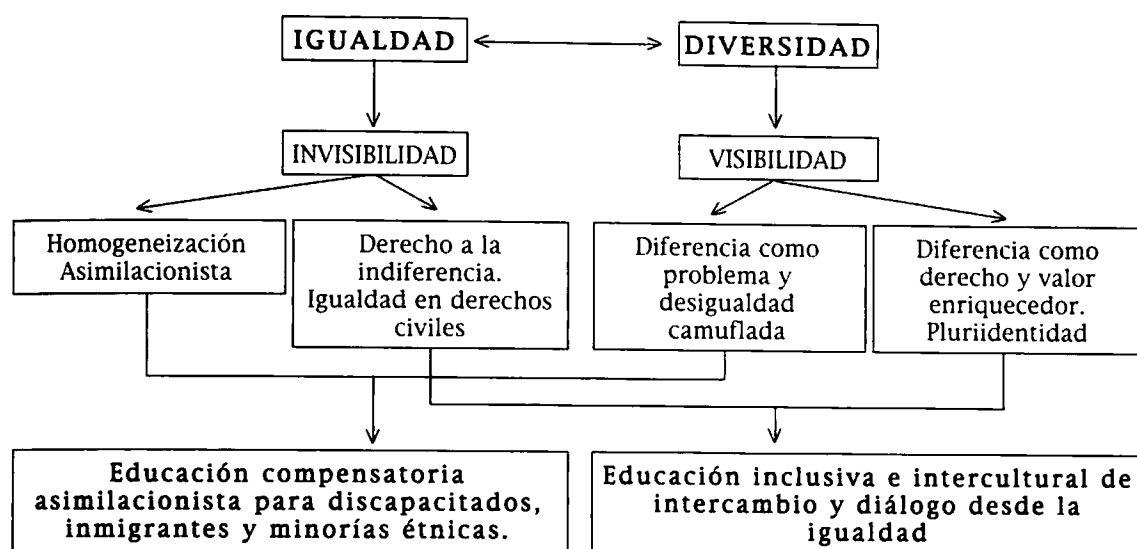 IGUALDAD
DIVERSIDAD
INVISIBILIDAD
VISIBILIDAD
Homogeneización
Asimilacionista
Derecho a la
indiferencia.
Igualdad en derechos
civiles
Diferencia como
problema y
desigualdad
camuflada
Diferencia como
derecho y valor
enriquecedor.
Pluriidentidad
Educación compensatoria
asimilacionista para discapacitados,
inmigrantes y minorías étnicas.
Educación inclusiva e intercultural de
intercambio y diálogo desde la
igualdad